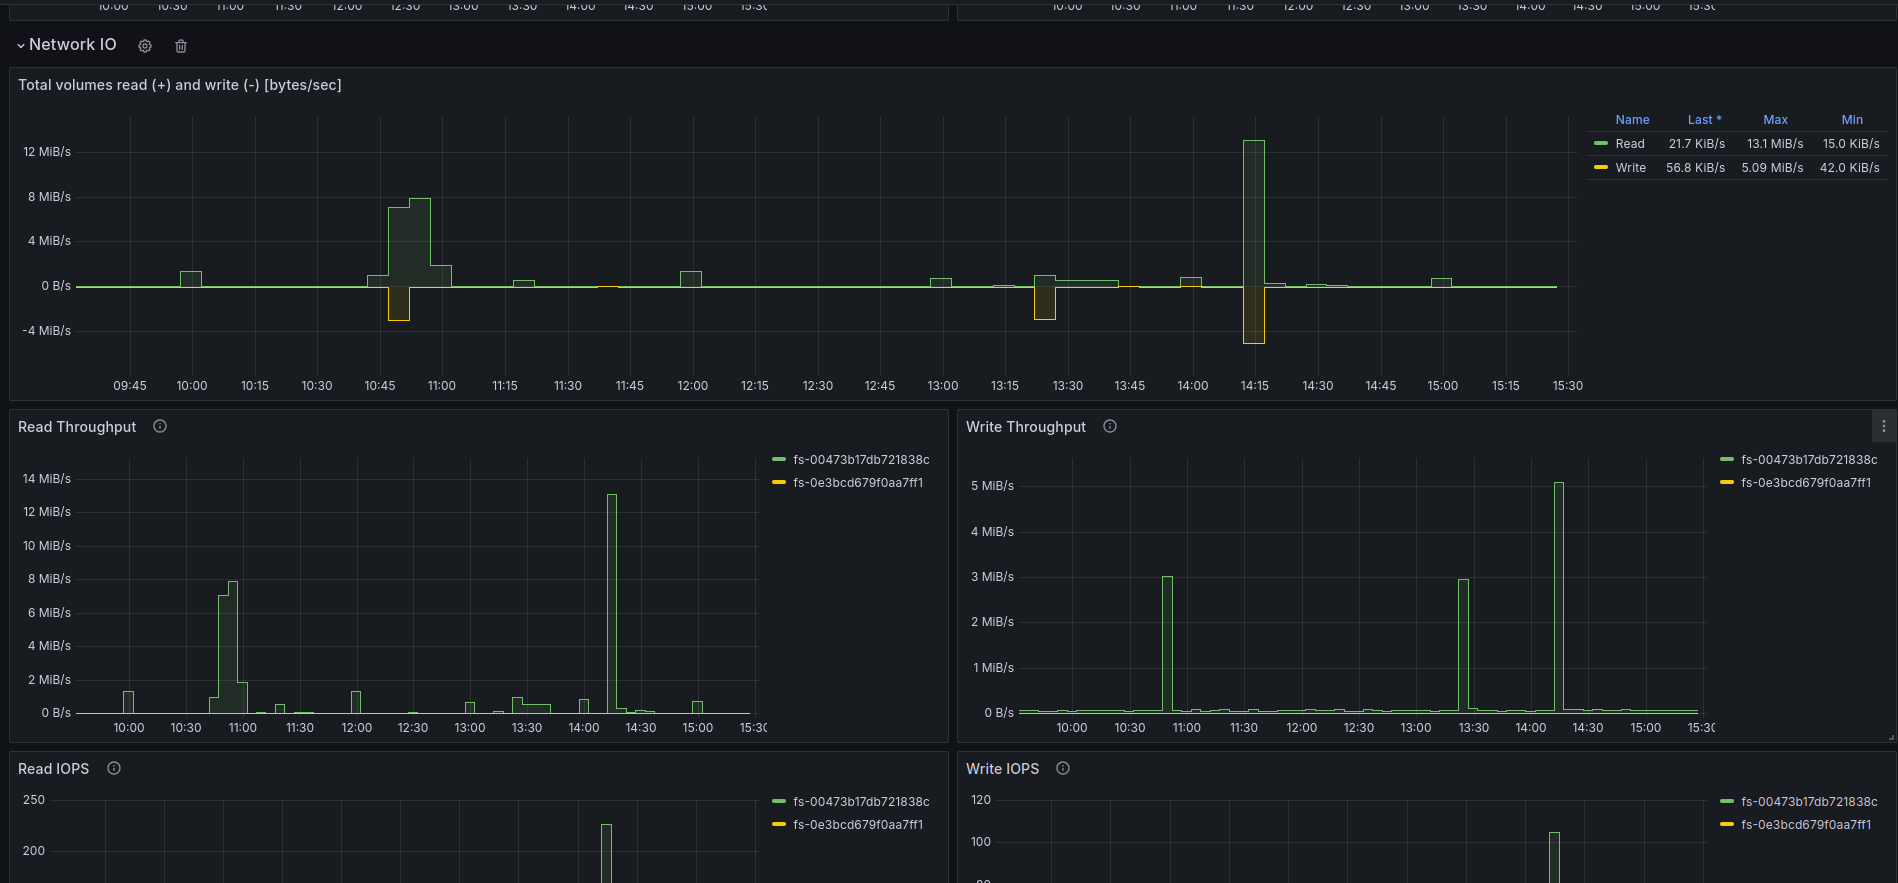 10:00 10:30 11:00 11:30 12:00 12:30 13:00 13:30 14:00 14:30 15:00 15:30
10:00 10:30 11:00 11:30 12:00 12:30 13:00 13:30 14:00 14:30 15:00 15:30
Network IO
Total volumes read (+) and write (-) [bytes/sec]
Name Last * Max Min
Read 21.7 KiB/s 13.1 MiB/s 15.0 KiB/s
Write 56.8 KiB/s 5.09 MiB/s 42.0 KiB/s
12 MiB/s
8 MiB/s
4 MiB/s
0 B/s
-4 MiB/s
09:45 10:00 10:15 10:30 10:45 11:00 11:15 11:30 11:45 12:00 12:15 12:30 12:45 13:00 13:15 13:30 13:45 14:00 14:15 14:30 14:45 15:00 15:15 15:30
Read Throughput
fs-00473b17db721838c
fs-0e3bcd679f0aa7ff1
14 MiB/s
12 MiB/s
10 MiB/s
8 MiB/s
6 MiB/s
4 MiB/s
2 MiB/s
0 B/s
10:00 10:30 11:00 11:30 12:00 12:30 13:00 13:30 14:00 14:30 15:00 15:30
Write Throughput
fs-00473b17db721838c
fs-0e3bcd679f0aa7ff1
5 MiB/s
4 MiB/s
3 MiB/s
2 MiB/s
1 MiB/s
0 B/s
10:00 10:30 11:00 11:30 12:00 12:30 13:00 13:30 14:00 14:30 15:00 15:30
Read IOPS
fs-00473b17db721838c
fs-0e3bcd679f0aa7ff1
250
200
Write IOPS
fs-00473b17db721838c
fs-0e3bcd679f0aa7ff1
120
100
80